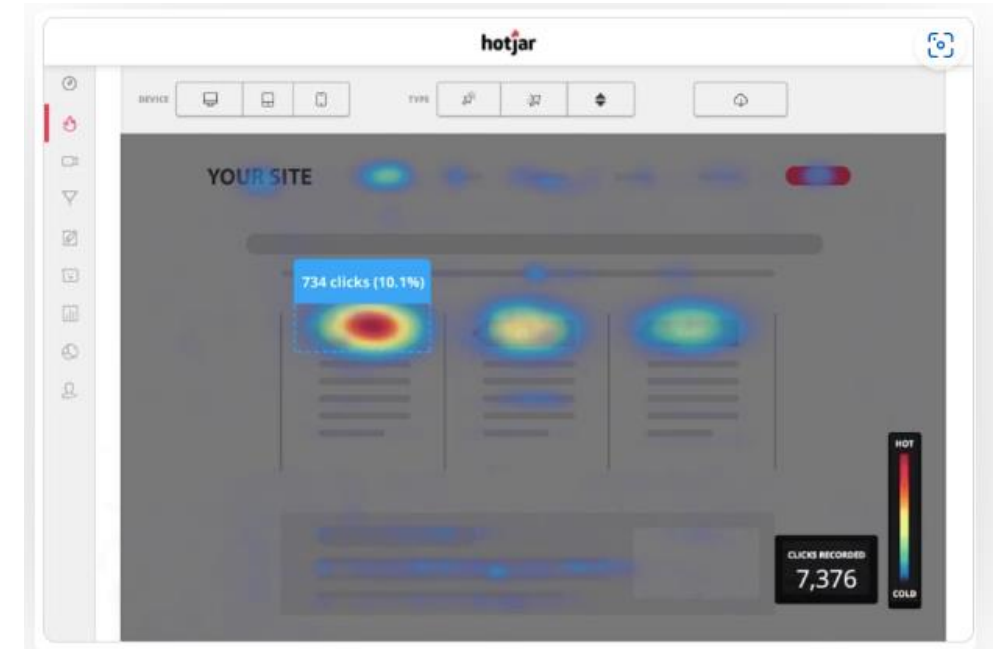 hotjar
DEVICE
TYPE
YOUR SITE
734 clicks (10.1%)
HOT
CLICKS RECORDED
7,376
COLD